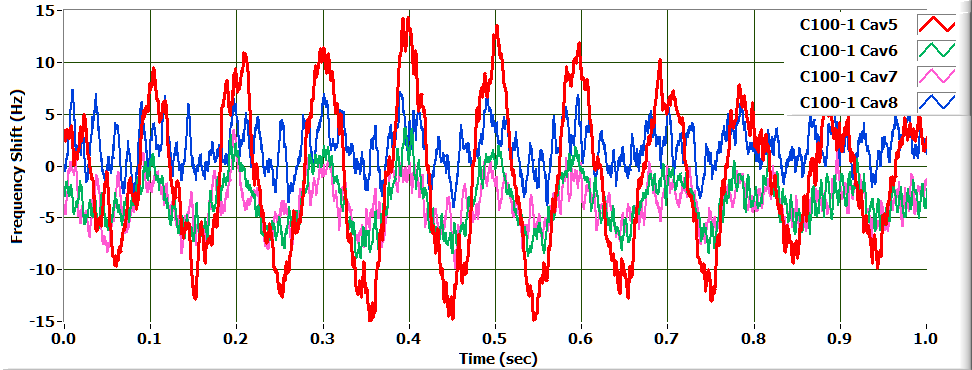 15
10
5
0
-5
-10
-15
Frequency Shift (Hz)
C100-1 Cav5
C100-1 Cav6
C100-1 Cav7
C100-1 Cav8
0.0 0.1 0.2 0.3 0.4 0.5 0.6 0.7 0.8 0.9 1.0
Time (sec)